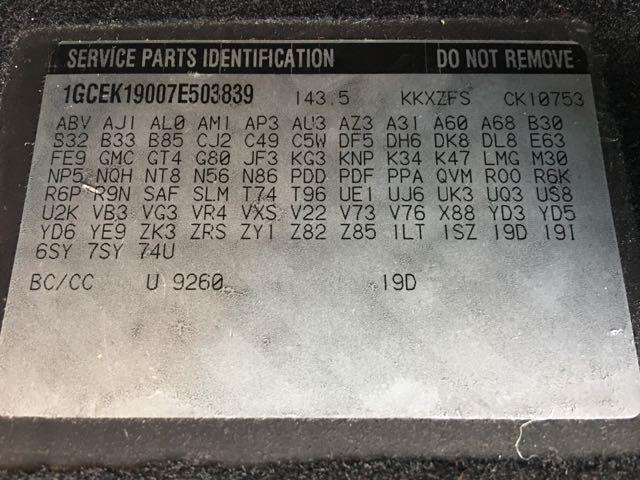 SERVICE PARTS IDENTIFICATION DO NOT REMOVE
1GCEK19007E503839 143.5 KKXZFS CK10753
ABV AJ1 AL0 AM1 AP3 AU3 AZ3 A31 A60 A68 B30
S32 B33 B85 CJ2 C49 C5W DF5 DH6 DK8 DL8 E63
FE9 GMC GT4 G80 JF3 KG3 KNP K34 K47 LMG M30
NP5 NQH NT8 N56 N86 PDD PDF PPA QVM R00 R6K
R6P R9N SAF SLM T74 T96 UE1 UJ6 UK3 UQ3 US8
U2K VB3 VG3 VR4 VXS V22 V73 V76 X88 YD3 YD5
YD6 YE9 ZK3 ZRS ZY1 Z82 Z85 1LT 1SZ 19D 19I
6SY 7SY 74U
BC/CC U 9260 19D